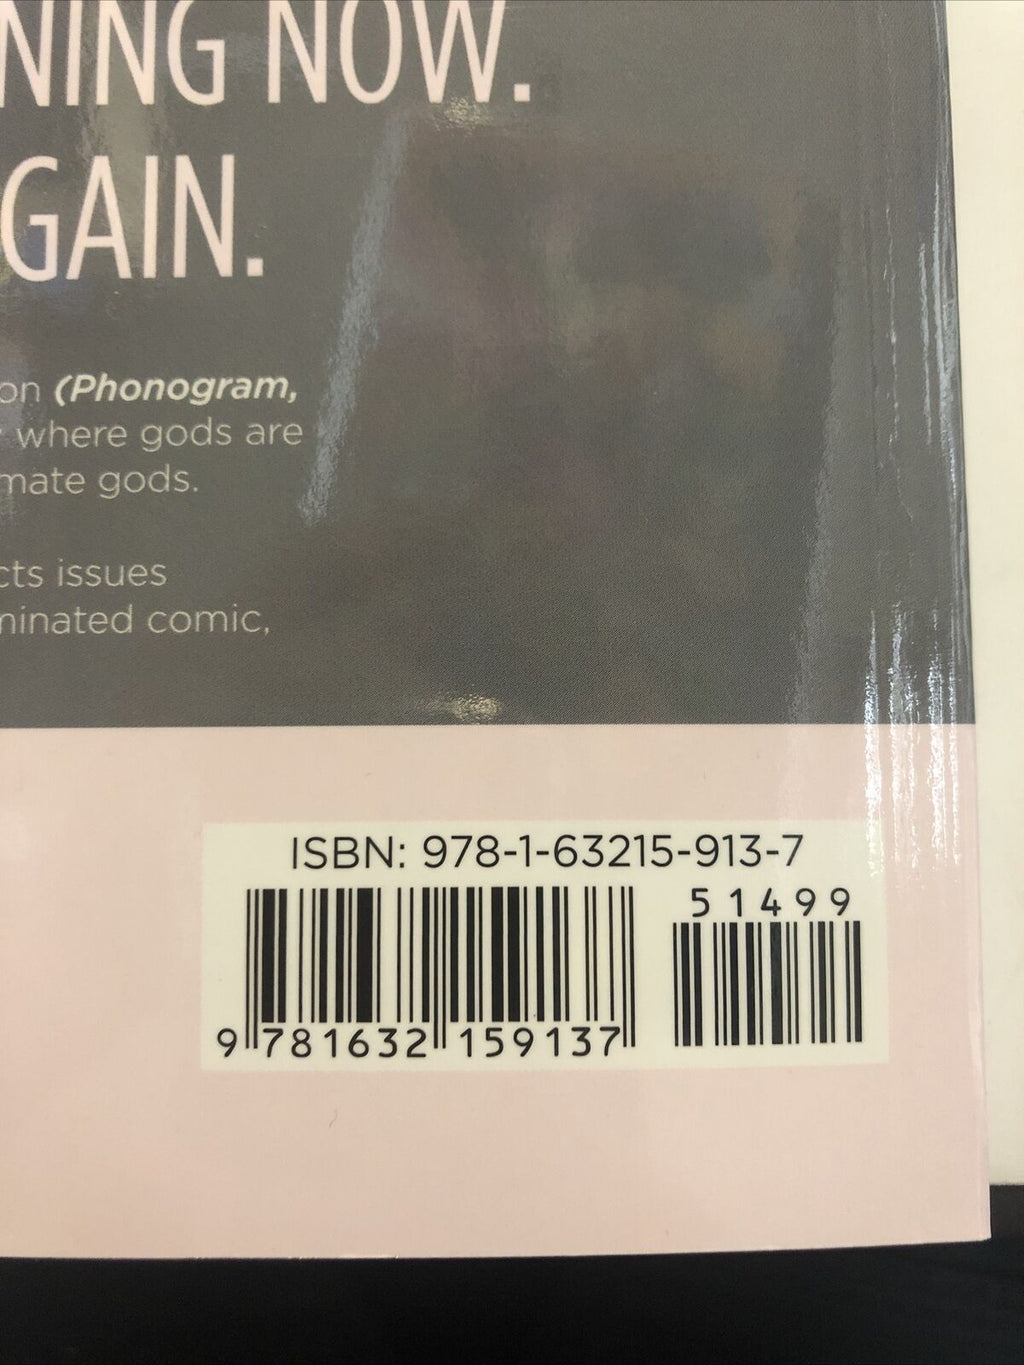 NING NOW.
GAIN.
on (Phonogram,
where gods are
mate gods.
cts issues
minated comic,
ISBN: 978-1-63215-913-7
51499
9 781632 159137